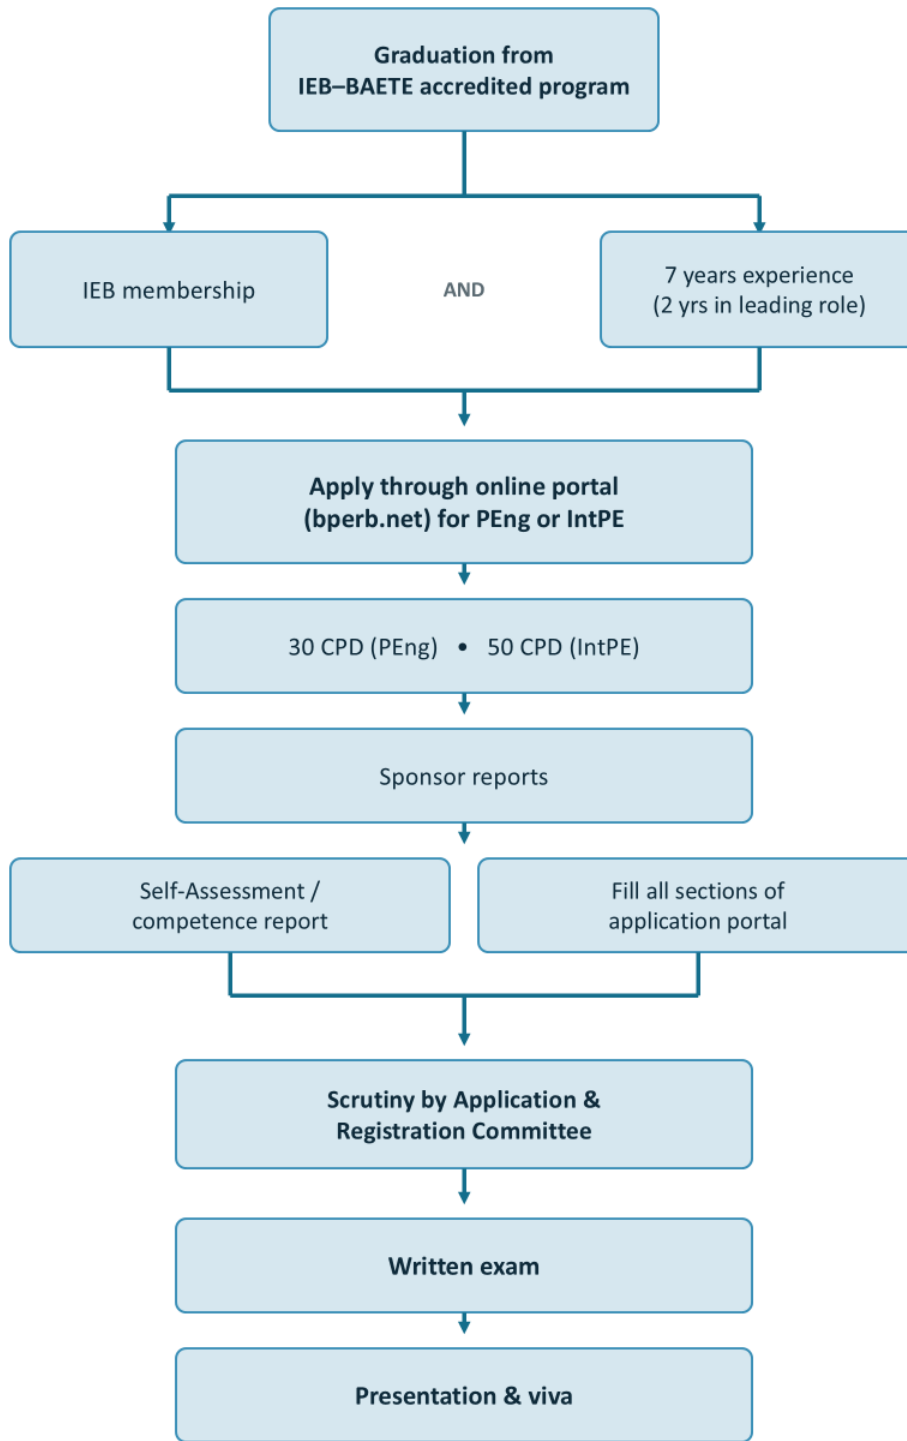 Graduation from
IEB–BAETE accredited program
IEB membership
AND
7 years experience
(2 yrs in leading role)
Apply through online portal
(bperb.net) for PEng or IntPE
30 CPD (PEng) • 50 CPD (IntPE)
Sponsor reports
Self-Assessment /
competence report
Fill all sections of
application portal
Scrutiny by Application &
Registration Committee
Written exam
Presentation & viva